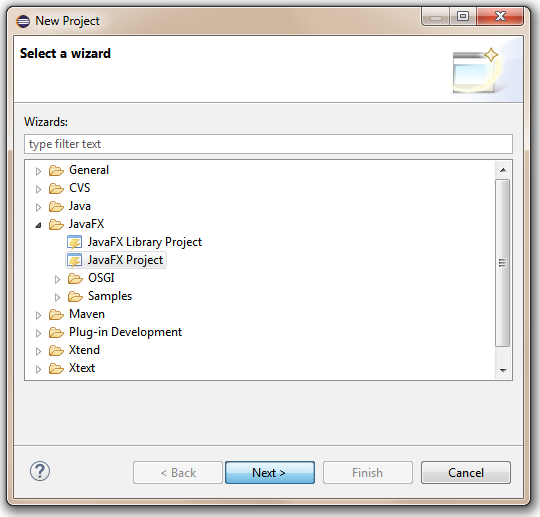 New Project
Select a wizard
Wizards:
type filter text
General
CVS
Java
JavaFX
JavaFX Library Project
JavaFX Project
OSGI
Samples
Maven
Plug-in Development
Xtend
Xtext
?
< Back Next > Finish Cancel